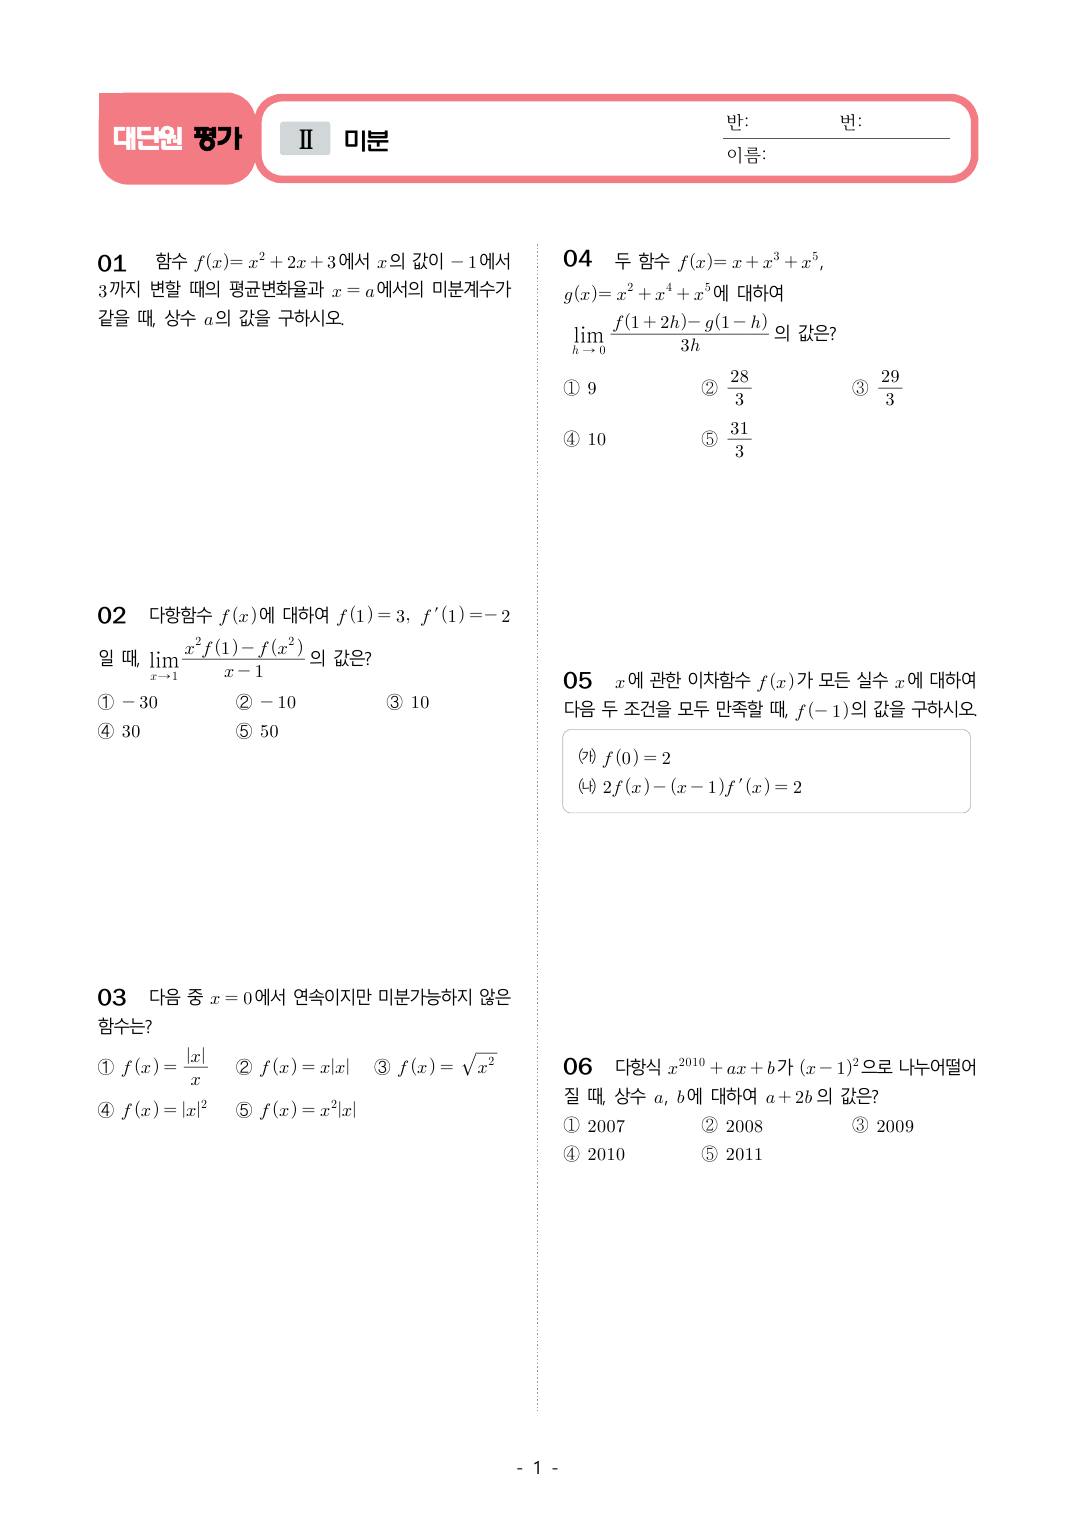 대단원 평가
Ⅱ 미분
반: 번:
이름:
01 함수 f(x)=x²+2x+3에서 x의 값이 -1에서
3까지 변할 때의 평균변화율과 x=a에서의 미분계수가
같을 때, 상수 a의 값을 구하시오.
02 다항함수 f(x)에 대하여 f(1)=3, f′(1)=-2
일 때, lim_{x→1} (x²f(1)-f(x²))/(x-1) 의 값은?
① -30 ② -10 ③ 10
④ 30 ⑤ 50
03 다음 중 x=0에서 연속이지만 미분가능하지 않은
함수는?
① f(x)=|x|/x ② f(x)=x|x| ③ f(x)=√(x²)
④ f(x)=|x|² ⑤ f(x)=x²|x|
04 두 함수 f(x)=x+x³+x⁵,
g(x)=x²+x⁴+x⁵에 대하여
lim_{h→0} (f(1+2h)-g(1-h))/(3h) 의 값은?
① 9 ② 28/3 ③ 29/3
④ 10 ⑤ 31/3
05 x에 관한 이차함수 f(x)가 모든 실수 x에 대하여
다음 두 조건을 모두 만족할 때, f(-1)의 값을 구하시오.
㈎ f(0)=2
㈏ 2f(x)-(x-1)f′(x)=2
06 다항식 x²⁰¹⁰+ax+b가 (x-1)²으로 나누어떨어
질 때, 상수 a, b에 대하여 a+2b의 값은?
① 2007 ② 2008 ③ 2009
④ 2010 ⑤ 2011
- 1 -